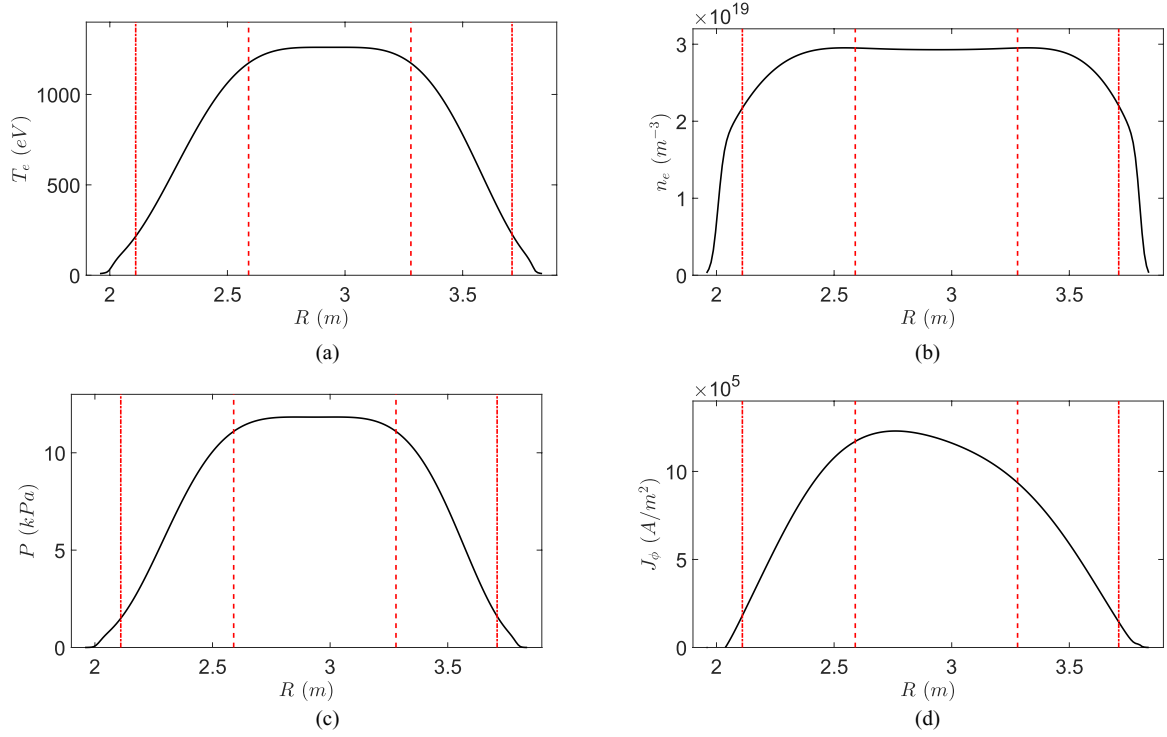 1000
500
0
T_e (eV)
2 2.5 3 3.5
R (m)
(a)
×10^19
3
2
1
0
n_e (m^−3)
2 2.5 3 3.5
R (m)
(b)
10
5
0
P (kPa)
2 2.5 3 3.5
R (m)
(c)
×10^5
10
5
0
J_ϕ (A/m^2)
2 2.5 3 3.5
R (m)
(d)